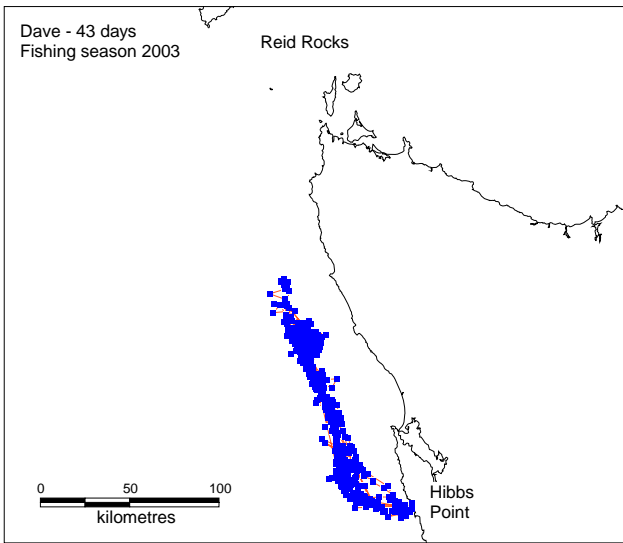 Dave - 43 days
Fishing season 2003
Reid Rocks
Hibbs
Point
0 50 100
kilometres